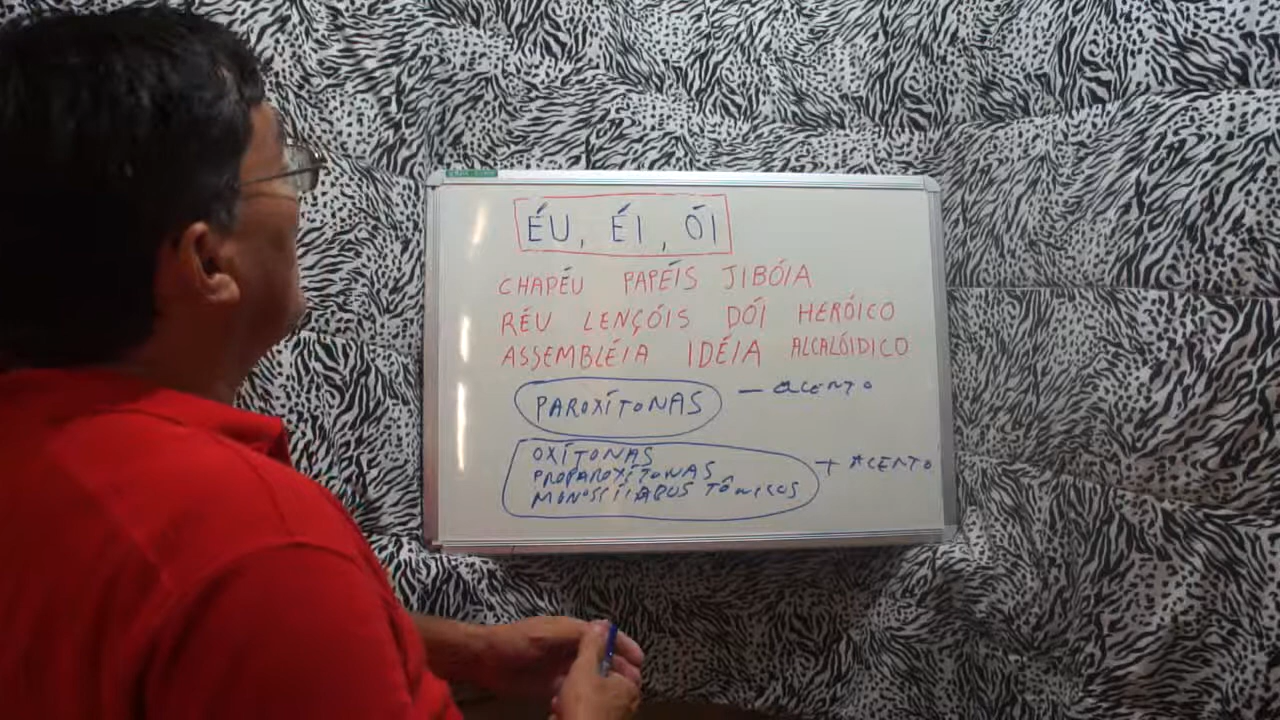 ÉU, ÉI, ÓI
CHAPÉU PAPÉIS JIBÓIA
RÉU LENÇÓIS DÓI HERÓICO
ASSEMBLÉIA IDÉIA ALCALÓIDICO
PAROXÍTONAS — ACENTO
OXÍTONAS
PROPAROXÍTONAS + ACENTO
MONOSSÍLABOS TÔNICOS